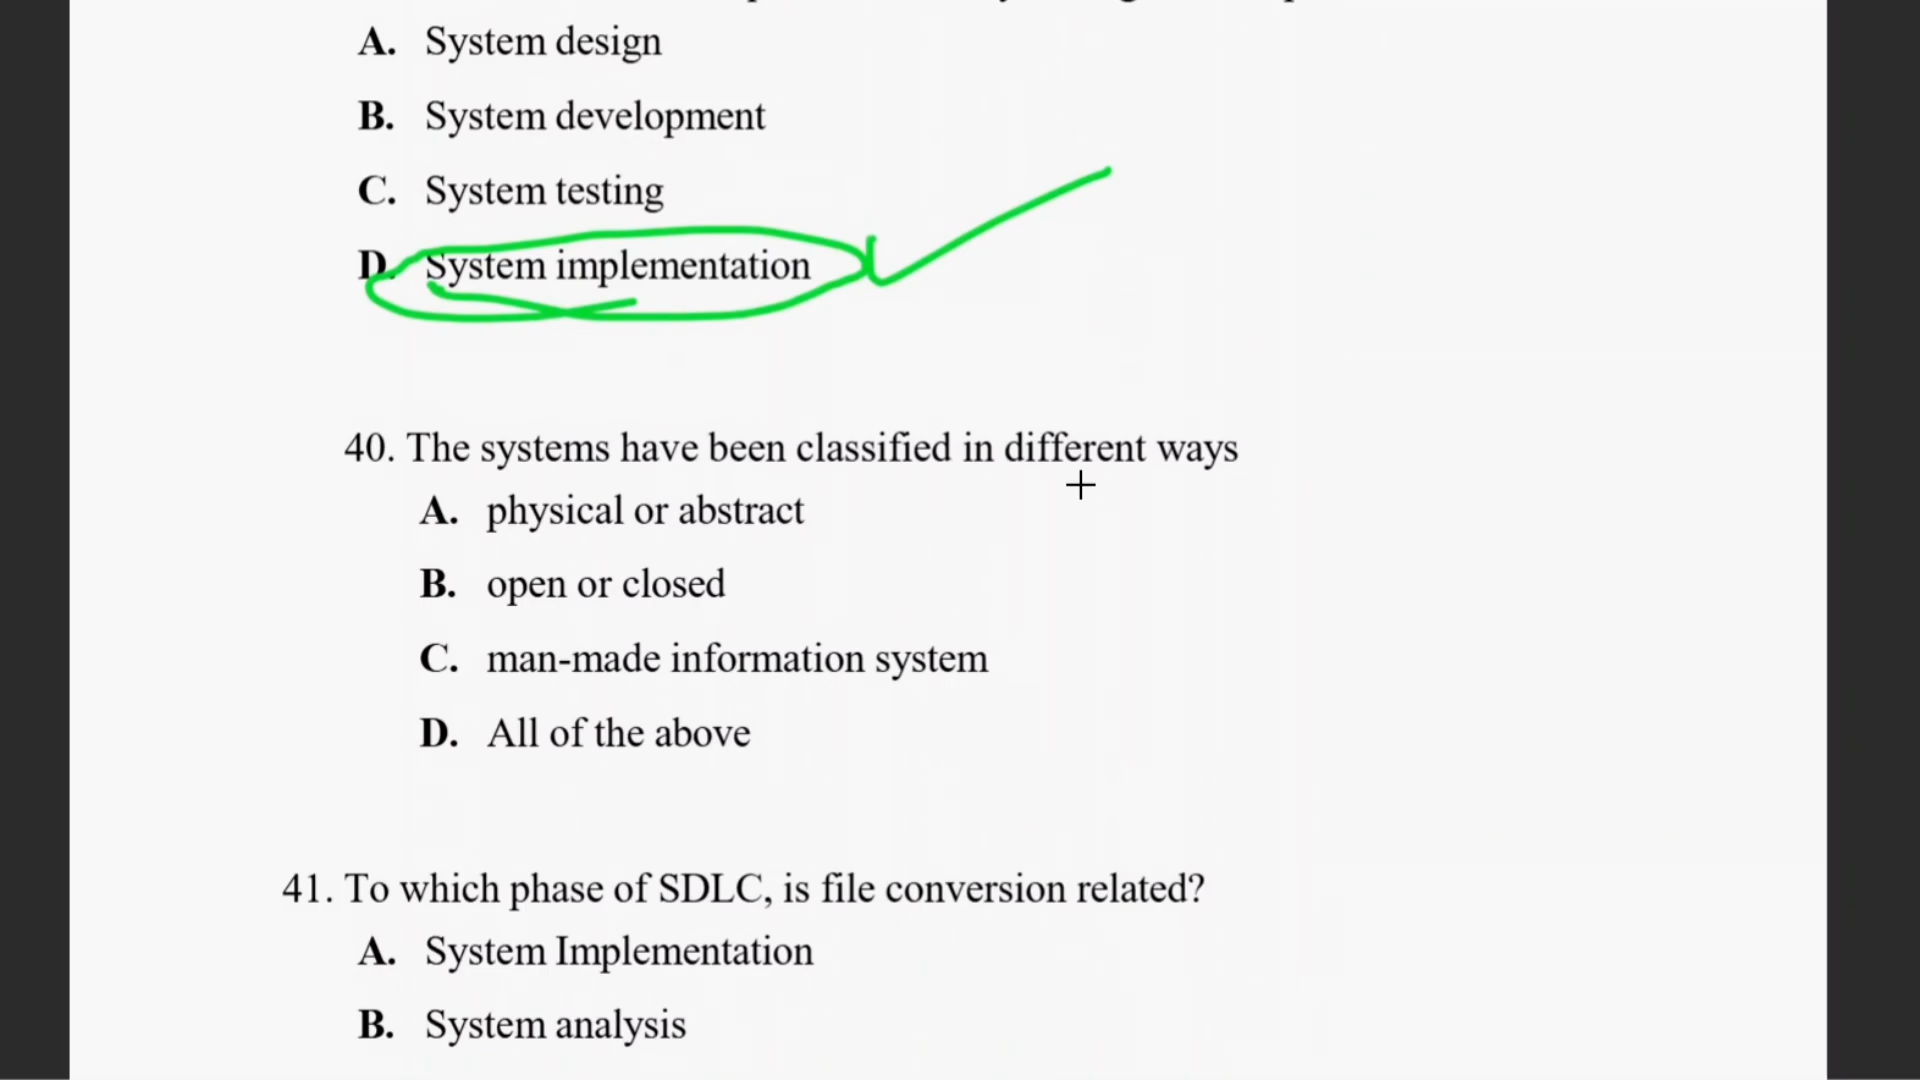 A. System design
B. System development
C. System testing
D. System implementation
40. The systems have been classified in different ways
A. physical or abstract
B. open or closed
C. man-made information system
D. All of the above
41. To which phase of SDLC, is file conversion related?
A. System Implementation
B. System analysis